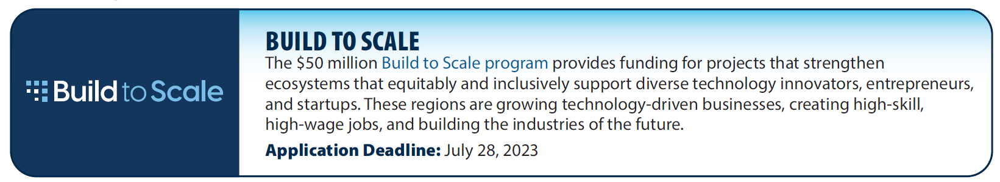 Build to Scale
BUILD TO SCALE
The $50 million Build to Scale program provides funding for projects that strengthen
ecosystems that equitably and inclusively support diverse technology innovators, entrepreneurs,
and startups. These regions are growing technology-driven businesses, creating high-skill,
high-wage jobs, and building the industries of the future.
Application Deadline: July 28, 2023